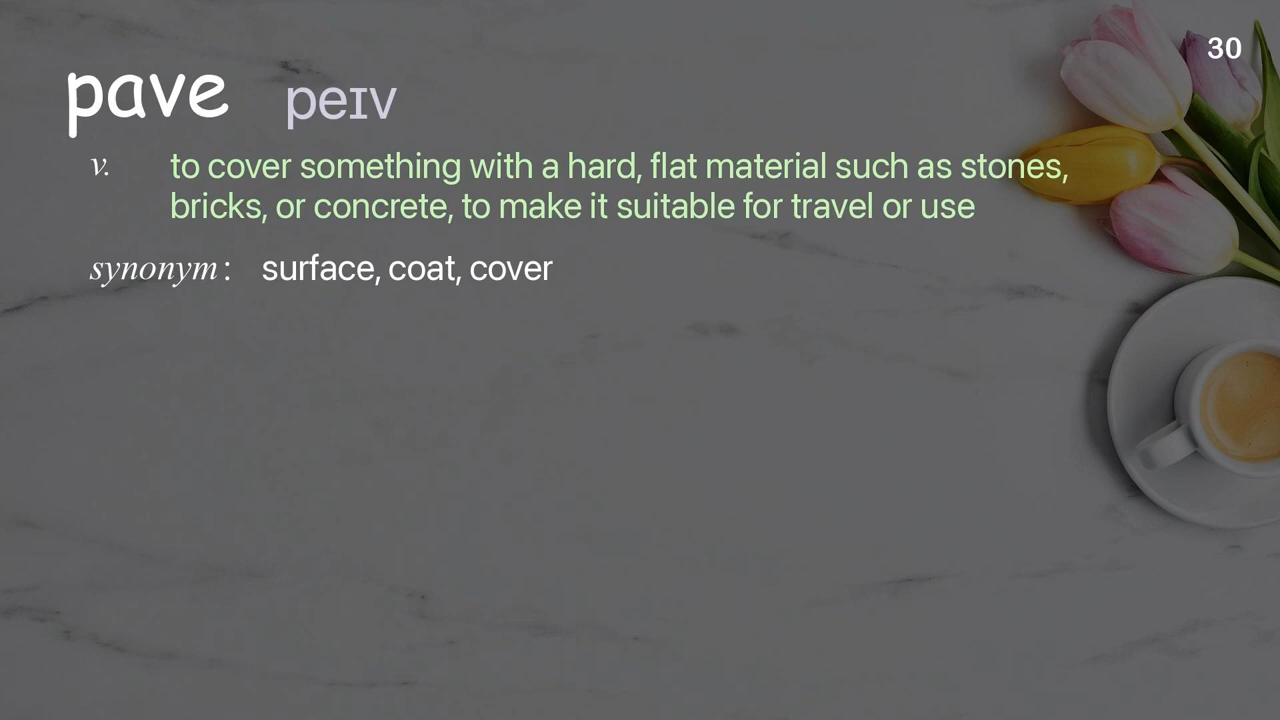 30
pave peɪv
v. to cover something with a hard, flat material such as stones,
bricks, or concrete, to make it suitable for travel or use
synonym: surface, coat, cover